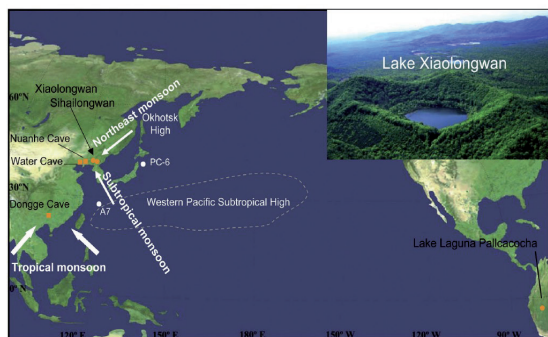 Lake Xiaolongwan
60°N
Xiaolongwan
Sihailongwan
Northeast monsoon
Okhotsk
High
Nuanhe Cave
Water Cave
PC-6
30°N
Subtropical monsoon
Western Pacific Subtropical High
A7
Dongge Cave
Tropical monsoon
Lake Laguna Pallcacocha
0°N
120° E
150° E
180° W
150° W
120° W
90° W